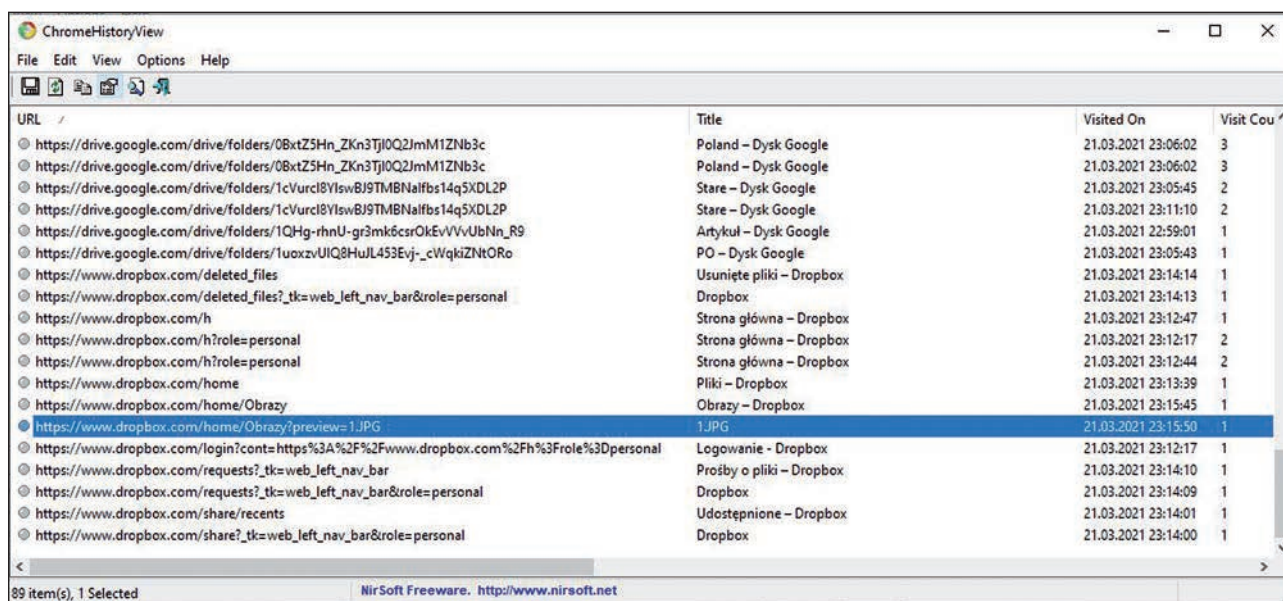 ChromeHistoryView
File Edit View Options Help
URL / Title Visited On Visit Cou
https://drive.google.com/drive/folders/0BxtZ5Hn_ZKn3TjI0Q2JmM1ZNb3c Poland – Dysk Google 21.03.2021 23:06:02 3
https://drive.google.com/drive/folders/0BxtZ5Hn_ZKn3TjI0Q2JmM1ZNb3c Poland – Dysk Google 21.03.2021 23:06:02 3
https://drive.google.com/drive/folders/1cVurcI8YIswBJ9TMBNalfbs14q5XDL2P Stare – Dysk Google 21.03.2021 23:05:45 2
https://drive.google.com/drive/folders/1cVurcI8YIswBJ9TMBNalfbs14q5XDL2P Stare – Dysk Google 21.03.2021 23:11:10 2
https://drive.google.com/drive/folders/1QHg-rhnU-gr3mk6csrOkEvVVvUbNn_R9 Artykuł – Dysk Google 21.03.2021 22:59:01 1
https://drive.google.com/drive/folders/1uoxzvUIQ8HuJL453Evj-_cWqkiZNtORo PO – Dysk Google 21.03.2021 23:05:43 1
https://www.dropbox.com/deleted_files Usunięte pliki – Dropbox 21.03.2021 23:14:14 1
https://www.dropbox.com/deleted_files?_tk=web_left_nav_bar&role=personal Dropbox 21.03.2021 23:14:13 1
https://www.dropbox.com/h Strona główna – Dropbox 21.03.2021 23:12:47 1
https://www.dropbox.com/h?role=personal Strona główna – Dropbox 21.03.2021 23:12:17 2
https://www.dropbox.com/h?role=personal Strona główna – Dropbox 21.03.2021 23:12:44 2
https://www.dropbox.com/home Pliki – Dropbox 21.03.2021 23:13:39 1
https://www.dropbox.com/home/Obrazy Obrazy – Dropbox 21.03.2021 23:15:45 1
https://www.dropbox.com/home/Obrazy?preview=1.JPG 1.JPG 21.03.2021 23:15:50 1
https://www.dropbox.com/login?cont=https%3A%2F%2Fwww.dropbox.com%2Fh%3Frole%3Dpersonal Logowanie - Dropbox 21.03.2021 23:12:17 1
https://www.dropbox.com/requests?_tk=web_left_nav_bar Prośby o pliki – Dropbox 21.03.2021 23:14:10 1
https://www.dropbox.com/requests?_tk=web_left_nav_bar&role=personal Dropbox 21.03.2021 23:14:09 1
https://www.dropbox.com/share/recents Udostępnione – Dropbox 21.03.2021 23:14:01 1
https://www.dropbox.com/share?_tk=web_left_nav_bar&role=personal Dropbox 21.03.2021 23:14:00 1
89 item(s), 1 Selected NirSoft Freeware. http://www.nirsoft.net